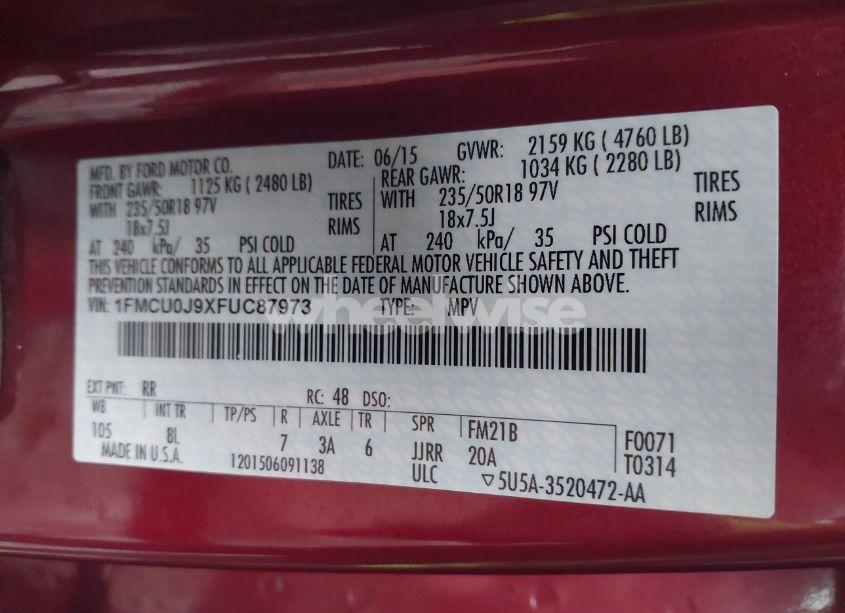 MFD. BY FORD MOTOR CO.
DATE: 06/15 GVWR: 2159 KG ( 4760 LB)
FRONT GAWR: 1125 KG ( 2480 LB) REAR GAWR: 1034 KG ( 2280 LB)
WITH 235/50R18 97V TIRES WITH 235/50R18 97V TIRES
18x7.5J RIMS 18x7.5J RIMS
AT 240 kPa/ 35 PSI COLD AT 240 kPa/ 35 PSI COLD
THIS VEHICLE CONFORMS TO ALL APPLICABLE FEDERAL MOTOR VEHICLE SAFETY AND THEFT
PREVENTION STANDARDS IN EFFECT ON THE DATE OF MANUFACTURE SHOWN ABOVE.
VIN: 1FMCU0J9XFUC87973 TYPE: MPV
wheelwise
EXT PNT: RR RC: 48 DSO:
WB INT TR TP/PS R AXLE TR SPR FM21B F0071
105 8L 7 3A 6 JJRR 20A T0314
MADE IN U.S.A. 1201506091138 ULC ▽5U5A-3520472-AA